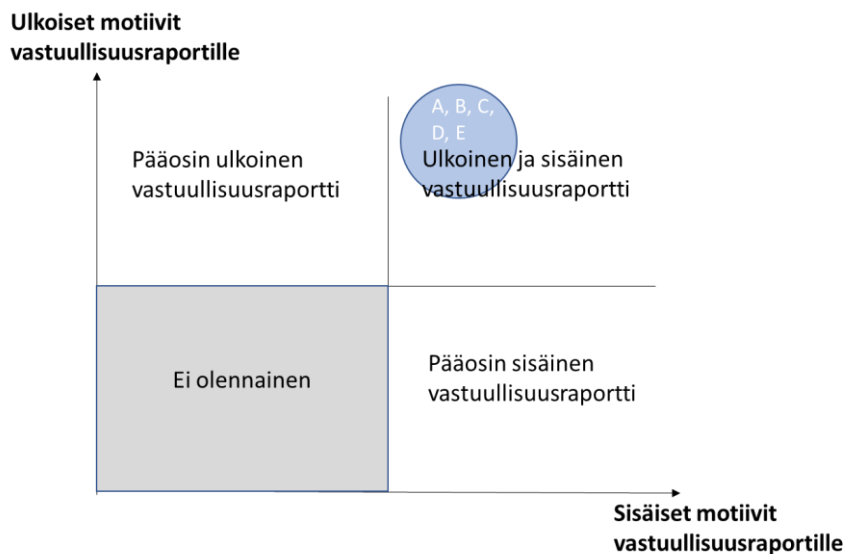 Ulkoiset motiivit
vastuullisuusraportille
A, B, C,
D, E
Pääosin ulkoinen
vastuullisuusraportti
Ulkoinen ja sisäinen
vastuullisuusraportti
Ei olennainen
Pääosin sisäinen
vastuullisuusraportti
Sisäiset motiivit
vastuullisuusraportille